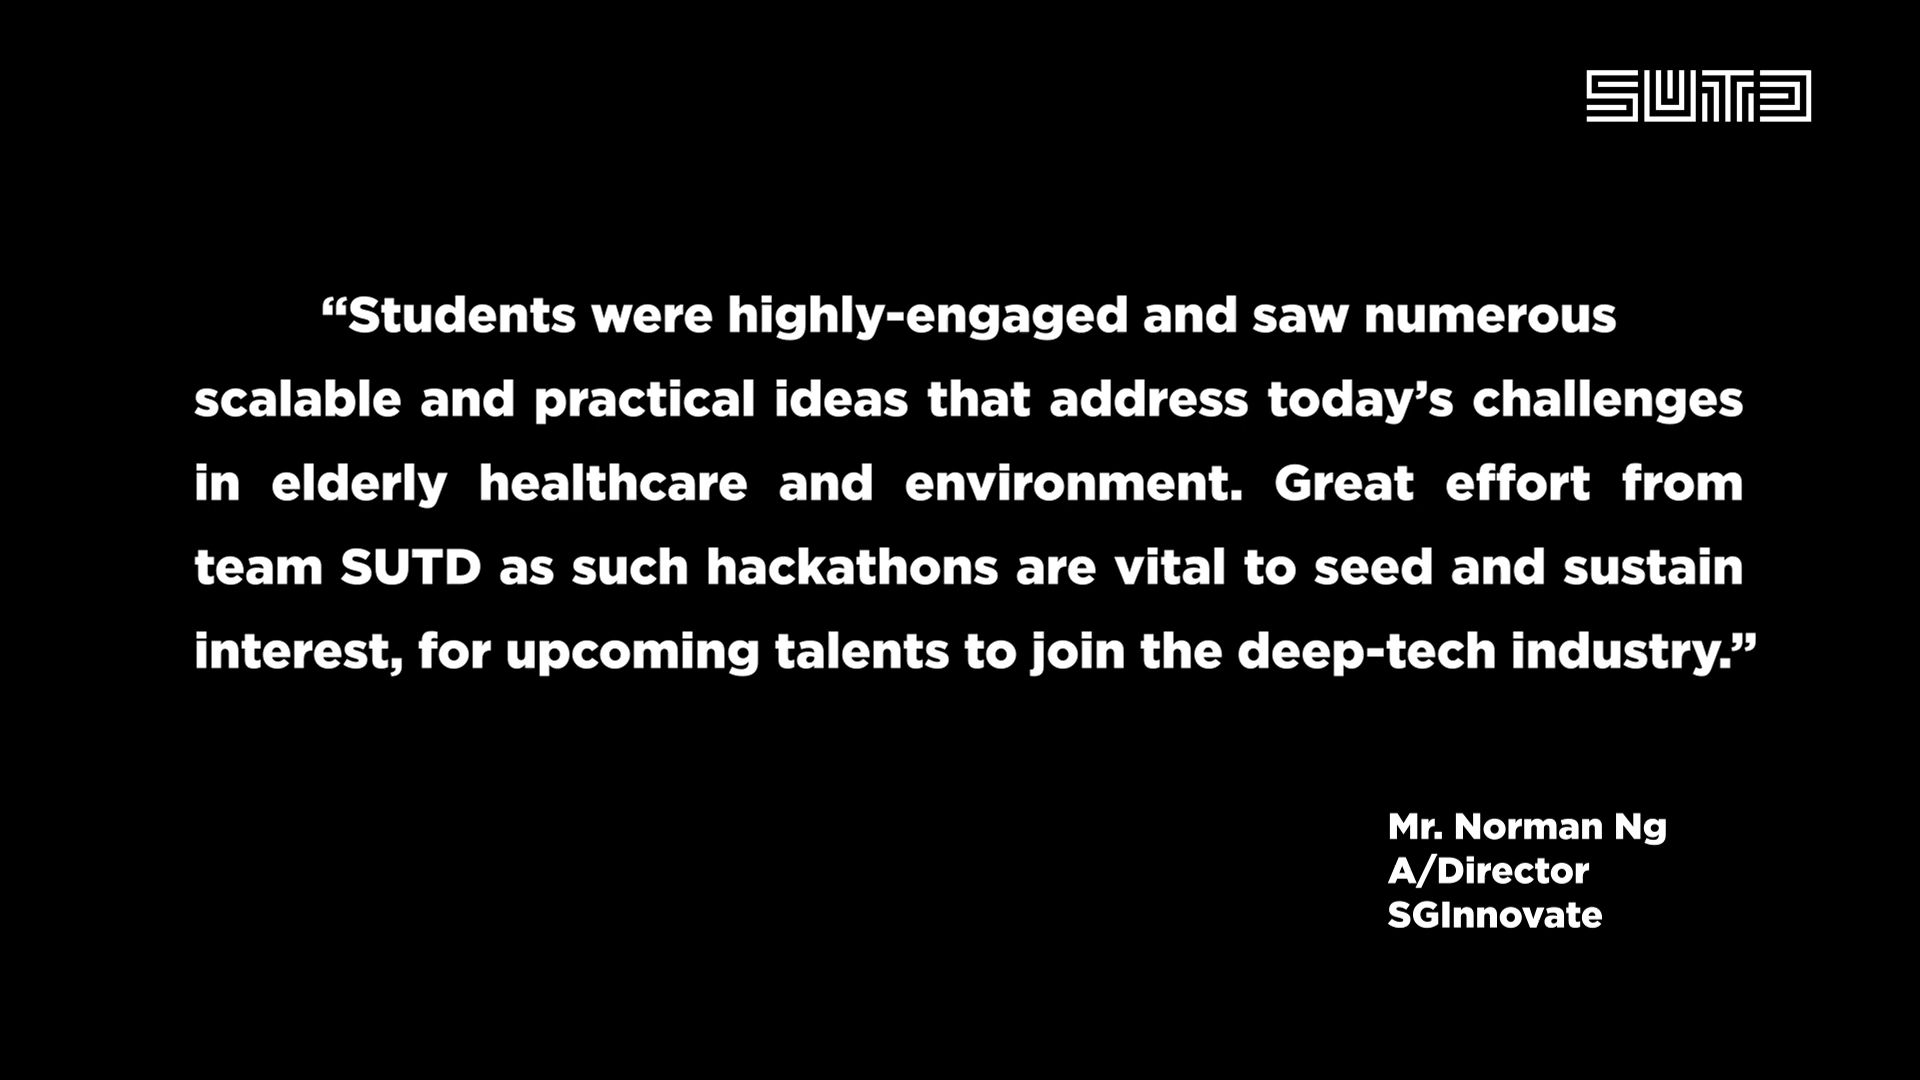 SUTD
“Students were highly-engaged and saw numerous
scalable and practical ideas that address today’s challenges
in elderly healthcare and environment. Great effort from
team SUTD as such hackathons are vital to seed and sustain
interest, for upcoming talents to join the deep-tech industry.”
Mr. Norman Ng
A/Director
SGInnovate